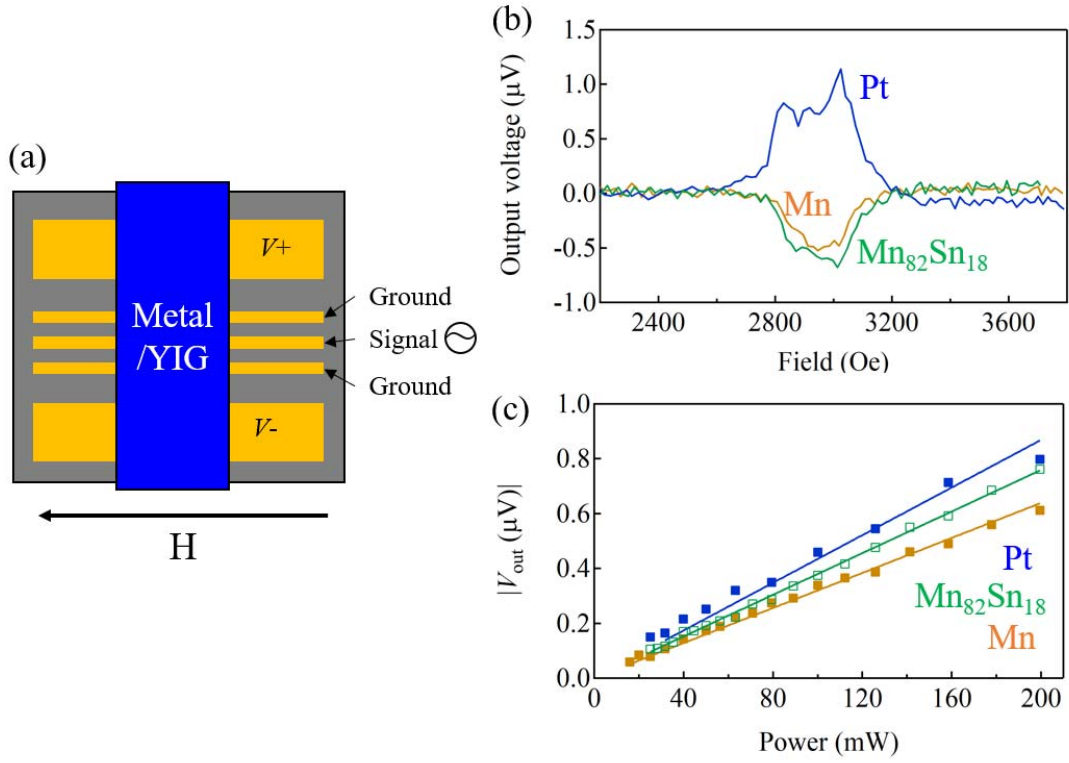 (a)
V+
Ground
Metal
/YIG
Signal
Ground
V-
H
(b)
1.5
1.0
0.5
0.0
-0.5
-1.0
Output voltage (μV)
Pt
Mn
Mn₈₂Sn₁₈
2400 2800 3200 3600
Field (Oe)
(c)
1.0
0.8
0.6
0.4
0.2
0.0
|V_out (μV)|
Pt
Mn₈₂Sn₁₈
Mn
0 40 80 120 160 200
Power (mW)